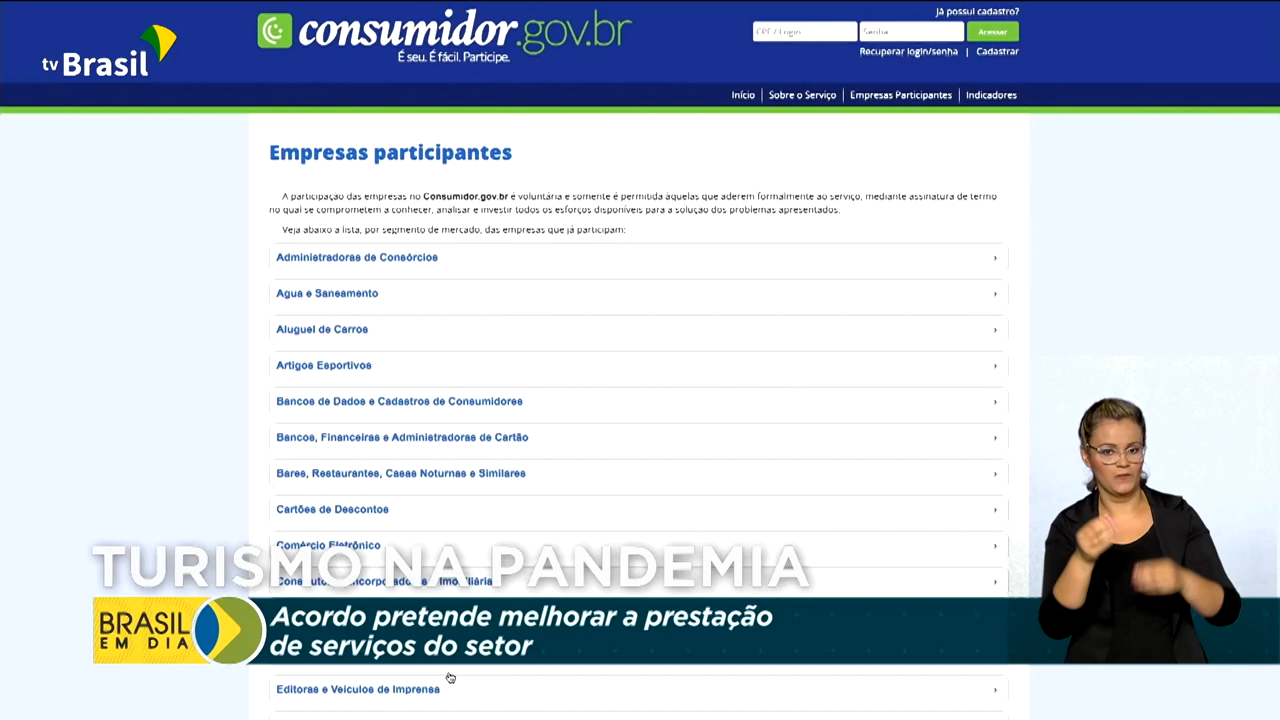 tv Brasil
consumidor.gov.br
É seu. É fácil. Participe.
Já possui cadastro?
CPF / Login
Senha
Acessar
Recuperar login/senha | Cadastrar
Início | Sobre o Serviço | Empresas Participantes | Indicadores
Empresas participantes
A participação das empresas no Consumidor.gov.br é voluntária e somente é permitida àquelas que aderem formalmente ao serviço, mediante assinatura de termo
no qual se comprometem a conhecer, analisar e investir todos os esforços disponíveis para a solução dos problemas apresentados.
Veja abaixo a lista, por segmento de mercado, das empresas que já participam:
Administradoras de Consórcios
Água e Saneamento
Aluguel de Carros
Artigos Esportivos
Bancos de Dados e Cadastros de Consumidores
Bancos, Financeiras e Administradoras de Cartão
Bares, Restaurantes, Casas Noturnas e Similares
Cartões de Descontos
Comércio Eletrônico
TURISMO NA PANDEMIA
BRASIL
EM DIA
Acordo pretende melhorar a prestação
de serviços do setor
Editoras e Veículos de Imprensa